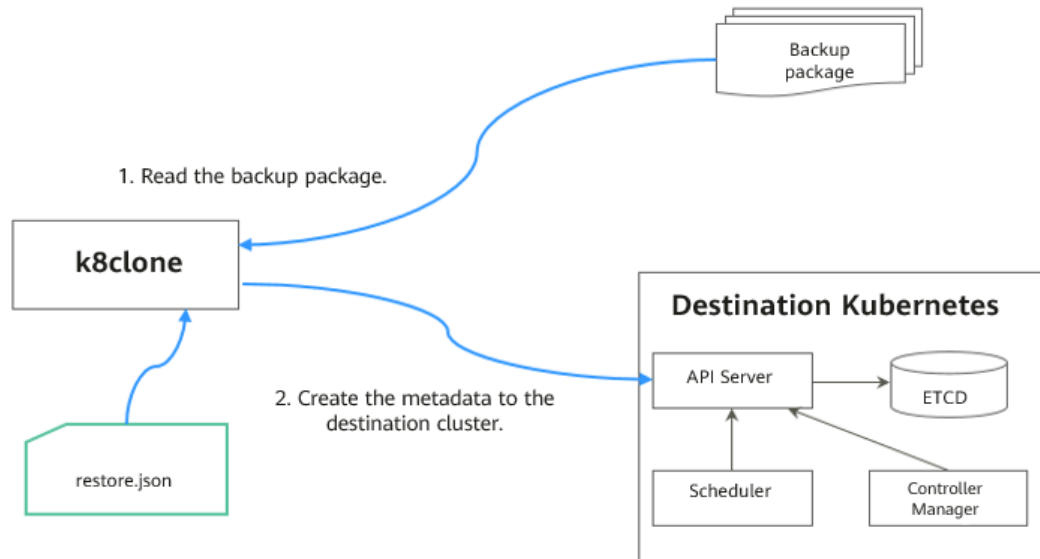 Backup
package
1. Read the backup package.
k8clone
Destination Kubernetes
API Server
ETCD
2. Create the metadata to the
destination cluster.
restore.json
Scheduler
Controller
Manager